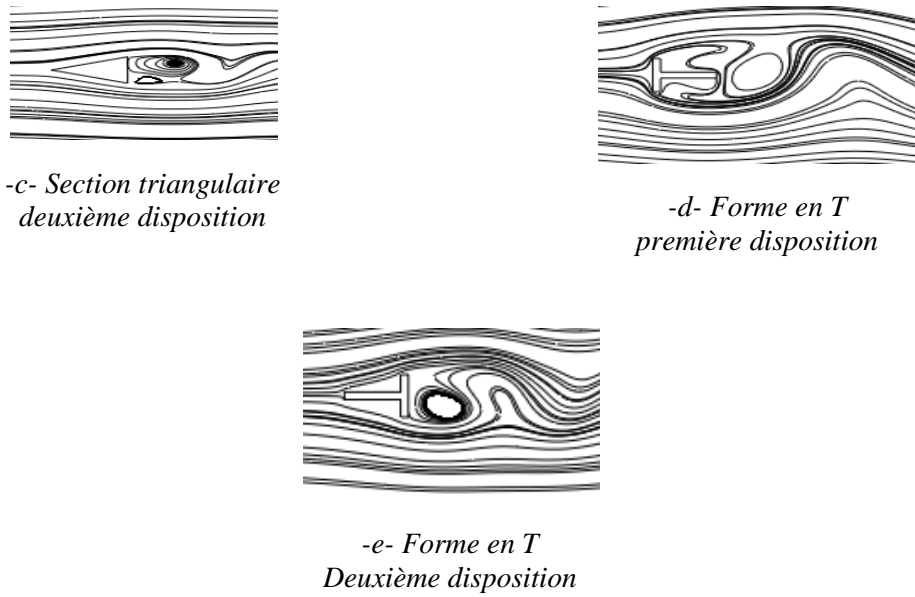 -c- Section triangulaire
deuxième disposition
-d- Forme en T
première disposition
-e- Forme en T
Deuxième disposition